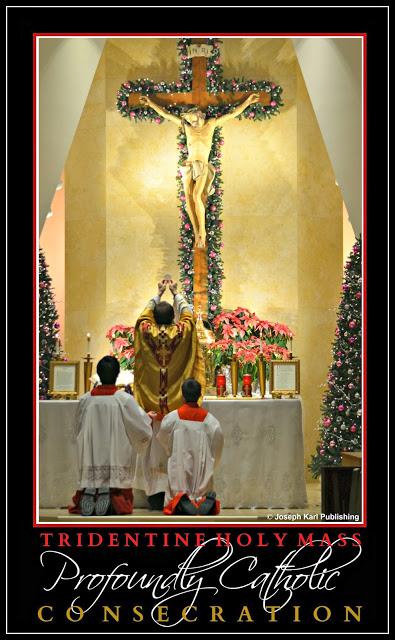 INRI
© Joseph Karl Publishing
TRIDENTINE HOLY MASS
Profoundly Catholic
CONSECRATION